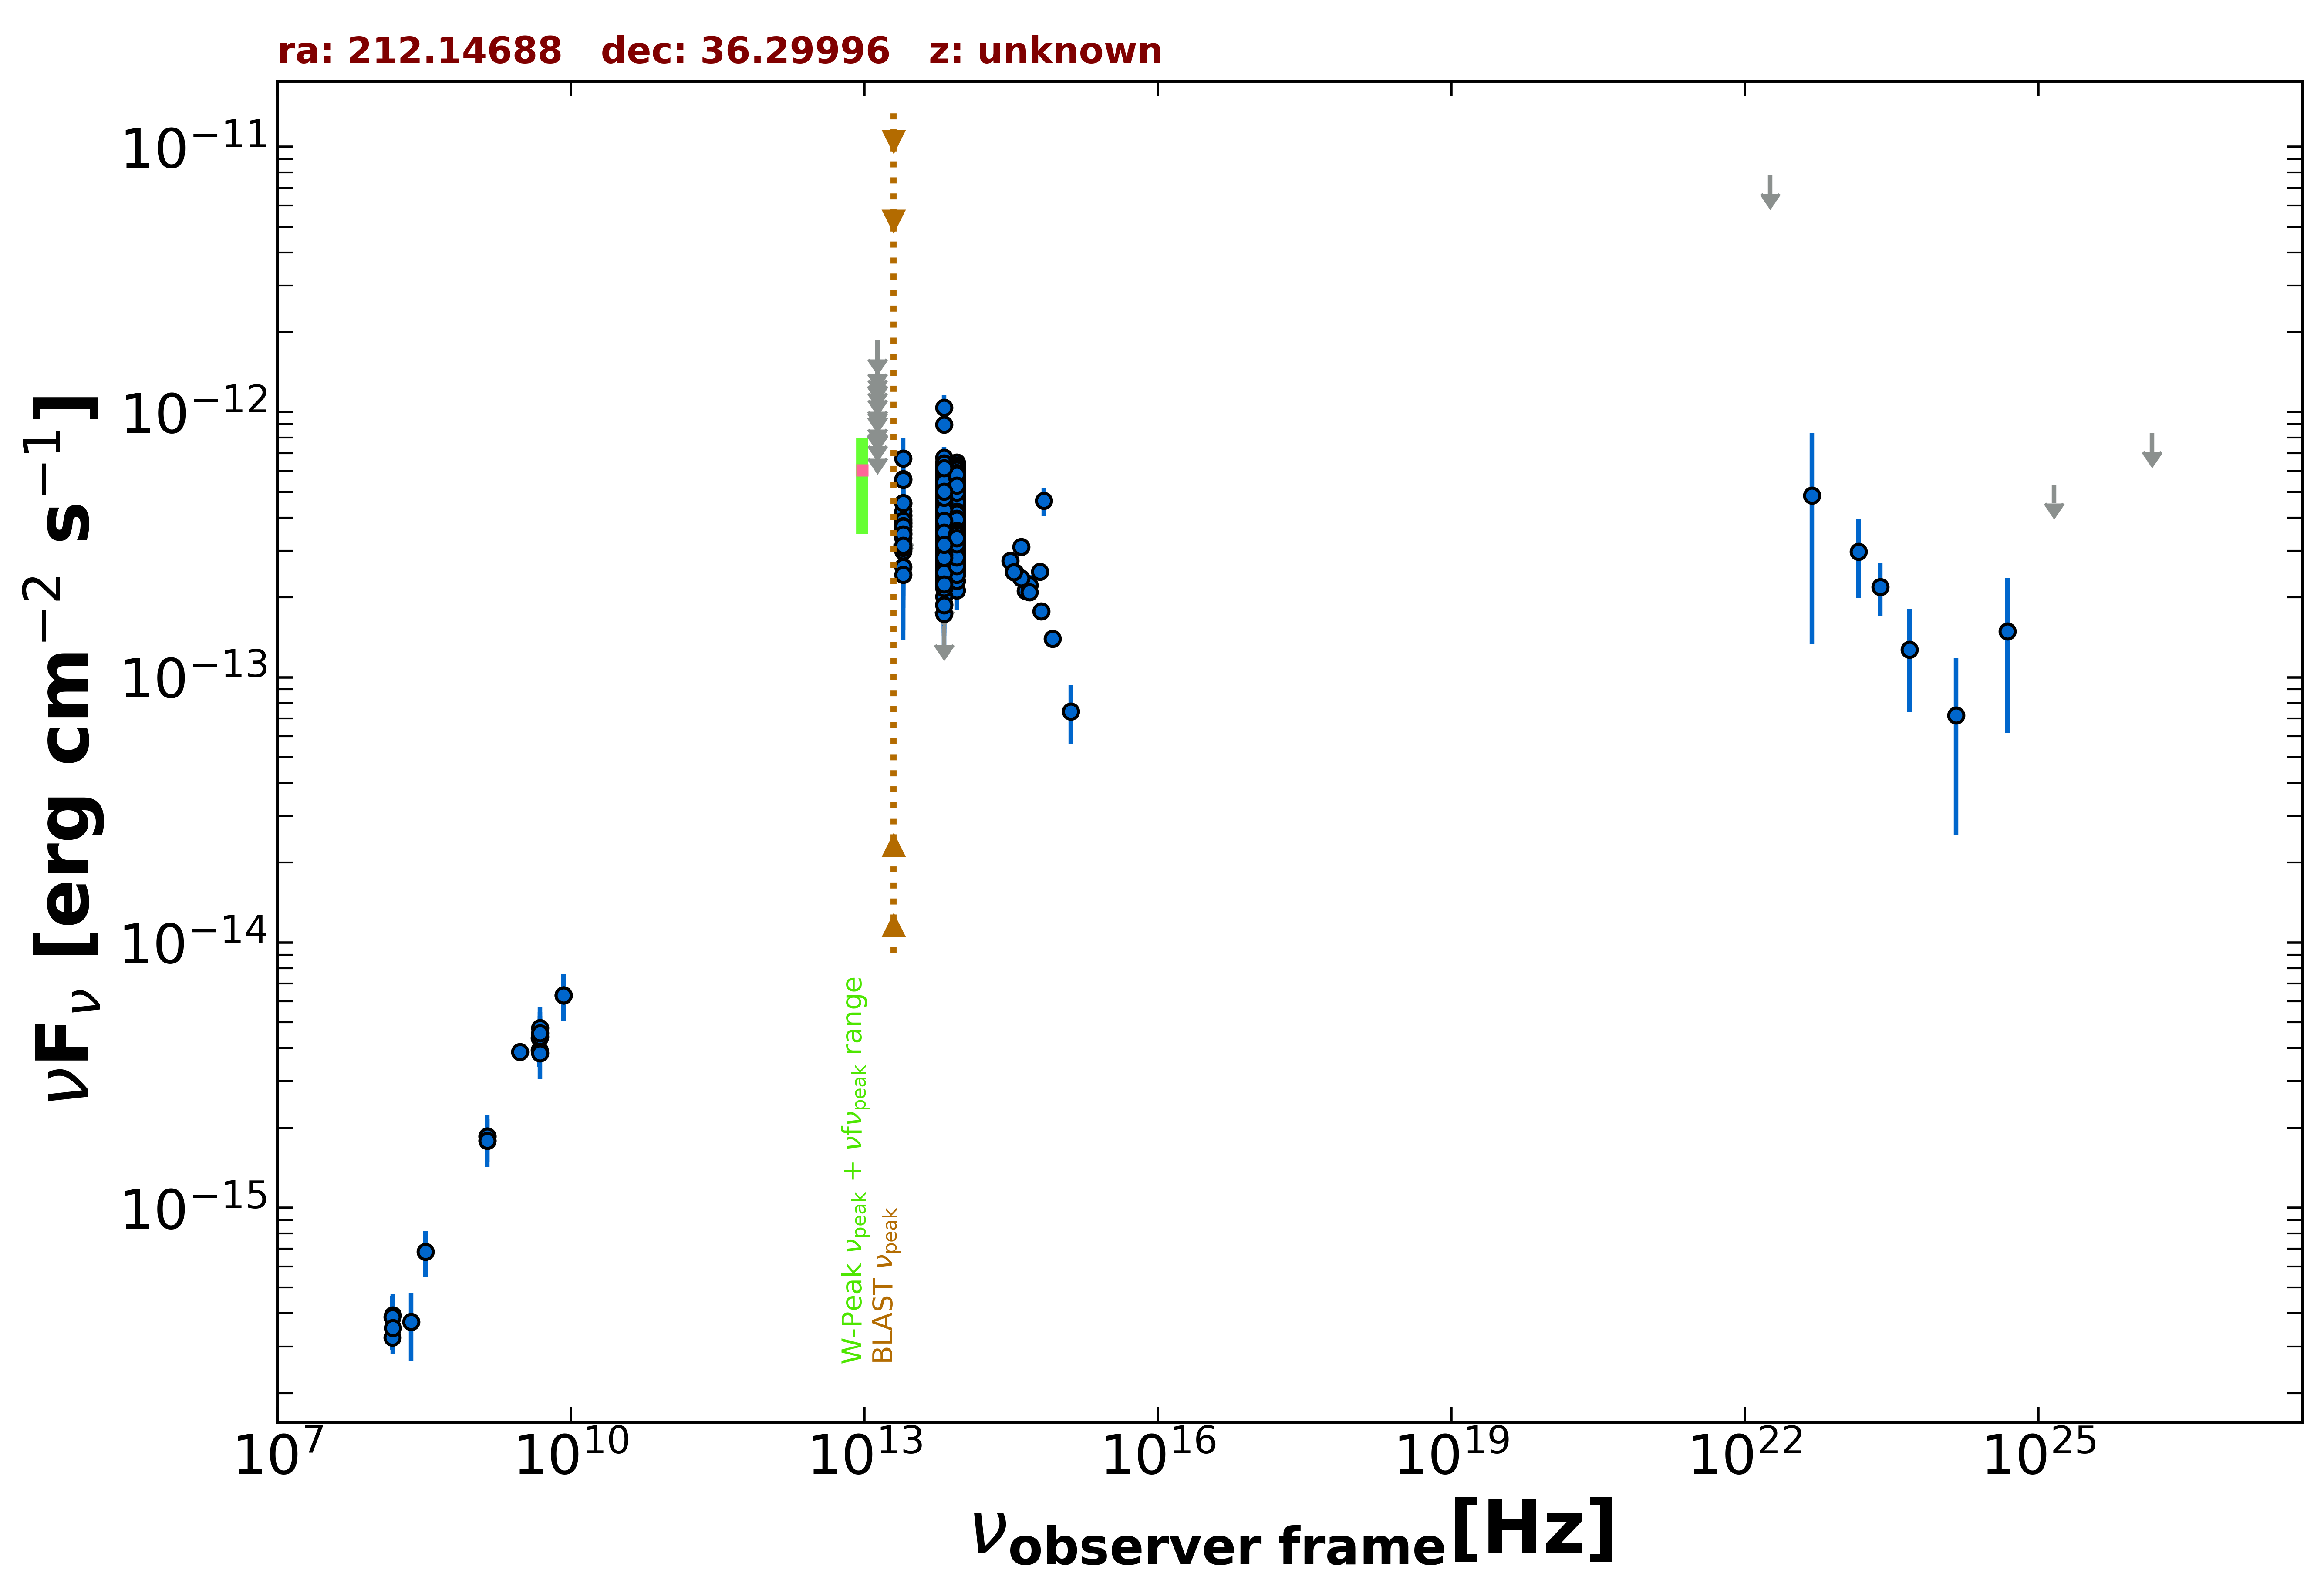 ra: 212.14688 dec: 36.29996 z: unknown
νFν [erg cm−2 s−1]
10−11
10−12
10−13
10−14
10−15
W-Peak νpeak + νfνpeak range
BLAST νpeak
107 1010 1013 1016 1019 1022 1025
νobserver frame[Hz]